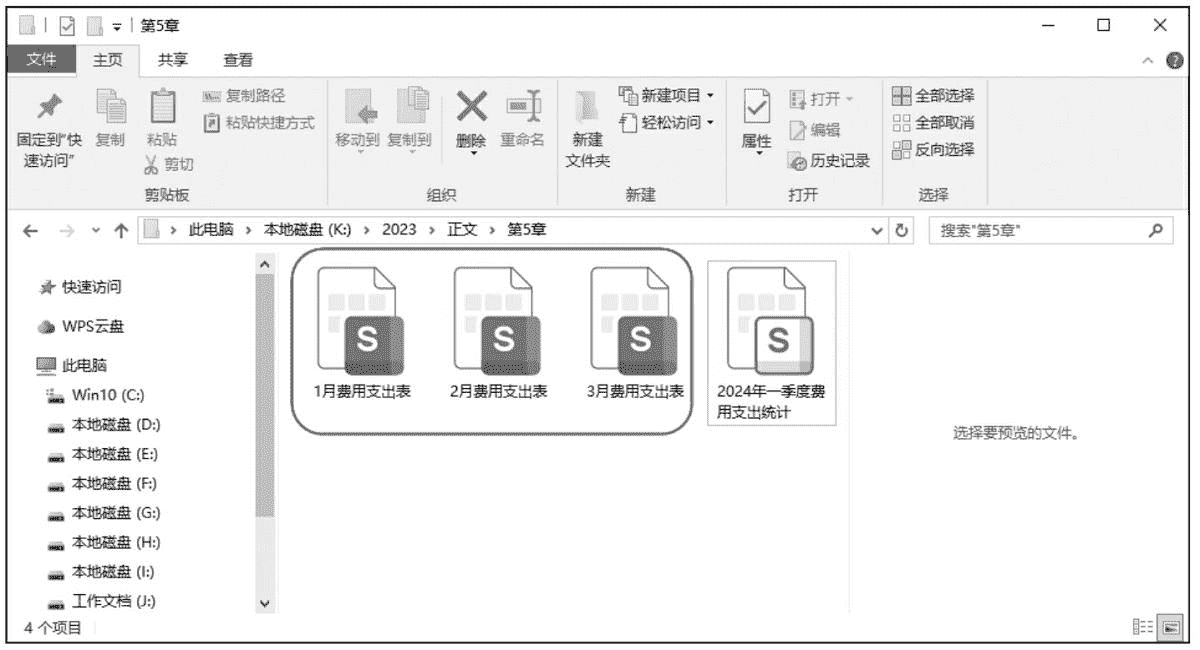 第5章
文件 主页 共享 查看
固定到"快速访问"
复制
粘贴
复制路径
粘贴快捷方式
剪切
剪贴板
移动到
复制到
删除
重命名
组织
新建
文件夹
新建项目
轻松访问
新建
属性
打开
编辑
历史记录
打开
全部选择
全部取消
反向选择
选择
此电脑 > 本地磁盘 (K:) > 2023 > 正文 > 第5章
搜索"第5章"
快速访问
WPS云盘
此电脑
Win10 (C:)
本地磁盘 (D:)
本地磁盘 (E:)
本地磁盘 (F:)
本地磁盘 (G:)
本地磁盘 (H:)
本地磁盘 (I:)
工作文档 (J:)
S S S S
1月费用支出表
2月费用支出表
3月费用支出表
2024年一季度费
用支出统计
选择要预览的文件。
4 个项目